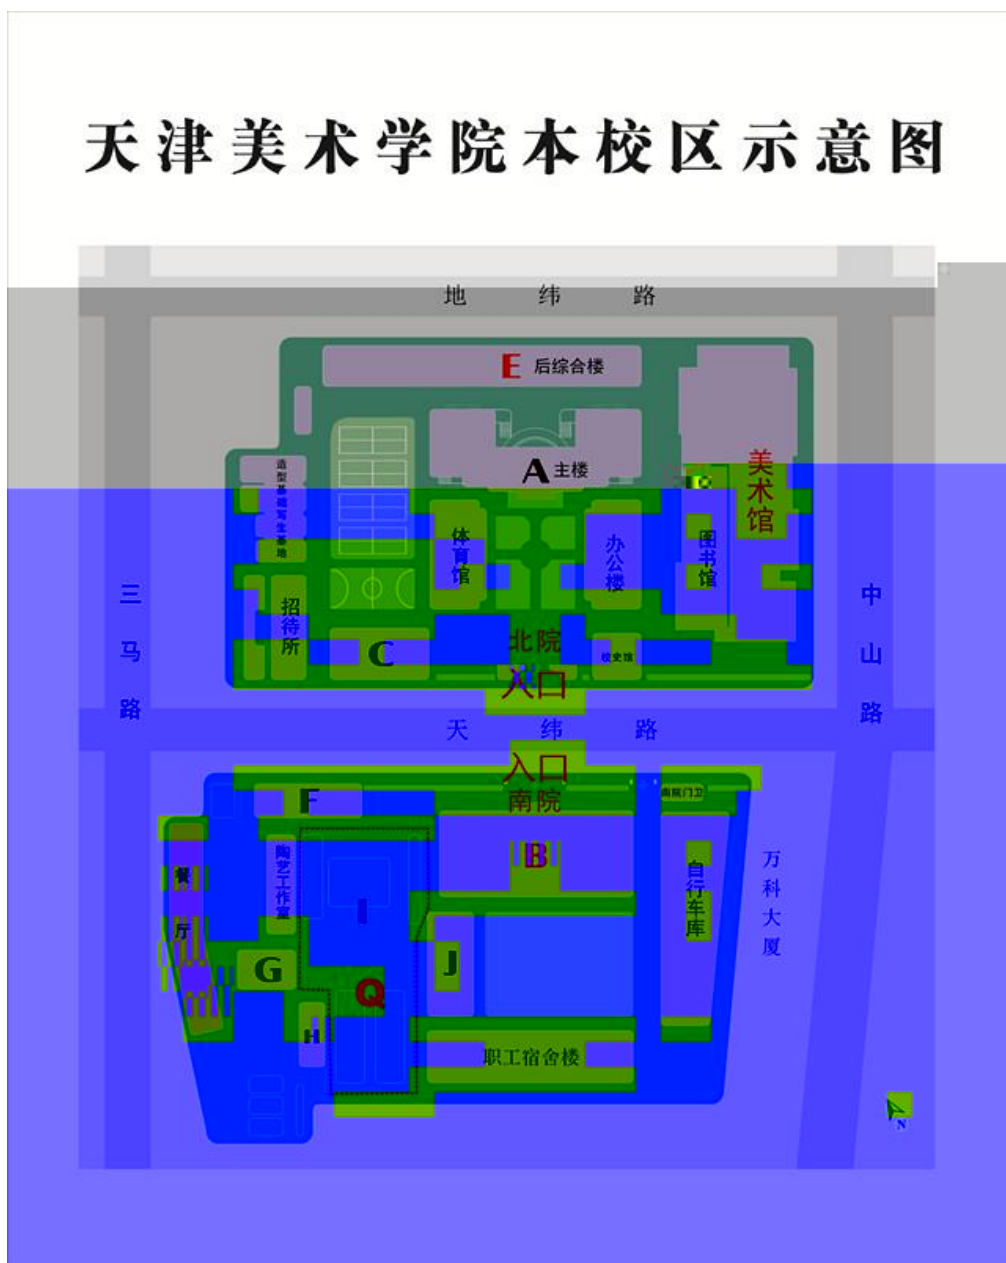 天津美术学院本校区示意图
地纬路
E 后综合楼
A 主楼
美术馆
造型基础写生基地
体育馆
办公楼
图书馆
三马路
中山路
招待所
C
北院
校史馆
入口
天纬路
入口
南院
F
南院门卫
餐厅
陶艺工作室
I
B
自行车库
万科大厦
G
Q
J
H
职工宿舍楼
N